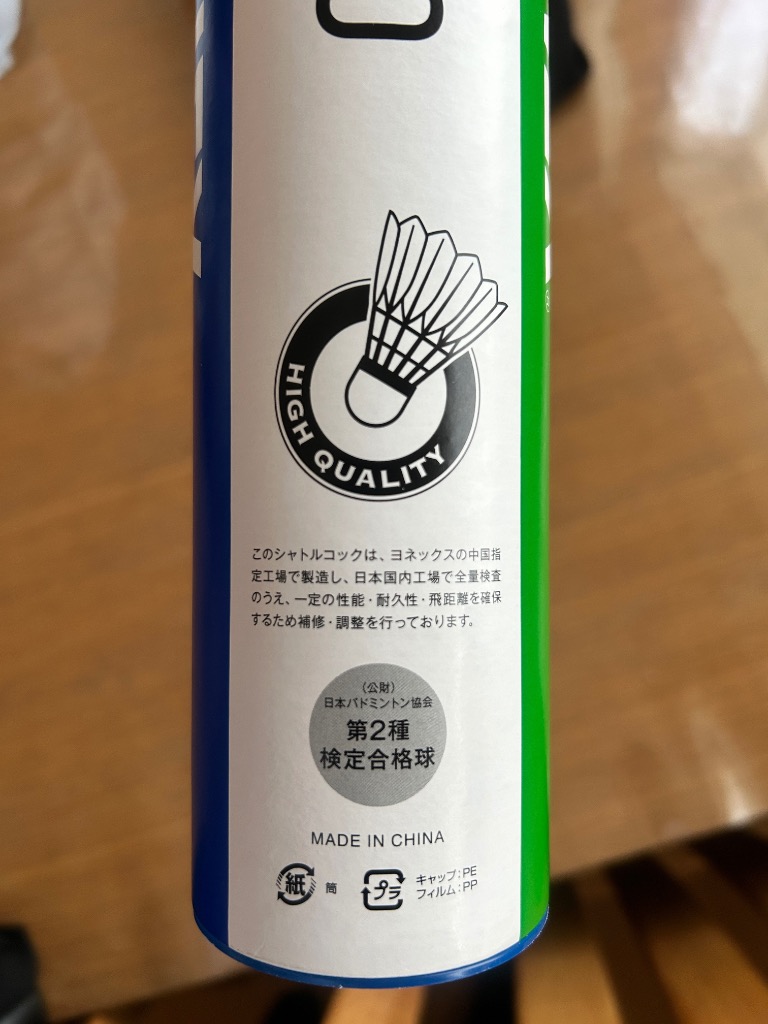 HIGH QUALITY
このシャトルコックは、ヨネックスの中国指
定工場で製造し、日本国内工場で全量検査
のうえ、一定の性能・耐久性・飛距離を確保
するため補修・調整を行っております。
(公財)
日本バドミントン協会
第2種
検定合格球
MADE IN CHINA
紙 筒 プラ キャップ:PE
フィルム:PP